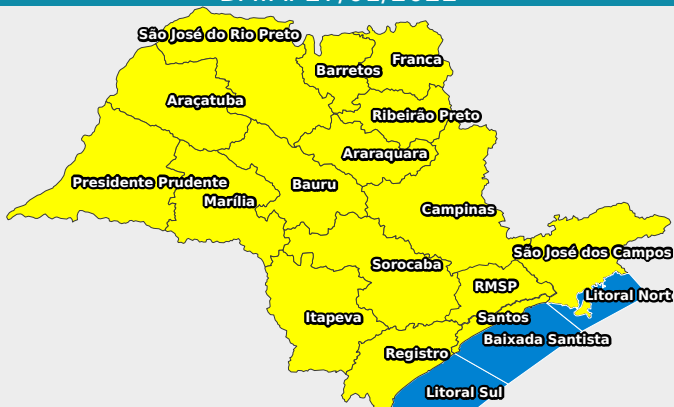 São José do Rio Preto
Franca
Barretos
Araçatuba
Ribeirão Preto
Araraquara
Presidente Prudente
Bauru
Marília
Campinas
São José dos Campos
Sorocaba
RMSP
Litoral Nort
Itapeva
Santos
Baixada Santista
Registro
Litoral Sul